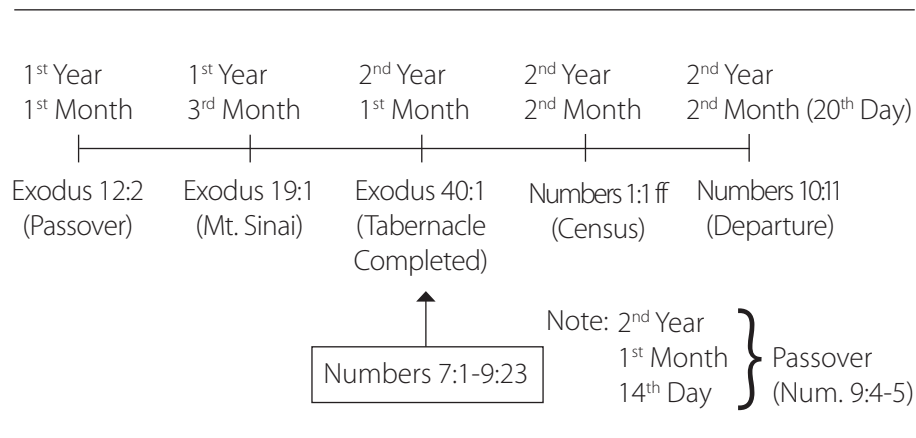 1st Year 1st Year 2nd Year 2nd Year 2nd Year
1st Month 3rd Month 1st Month 2nd Month 2nd Month (20th Day)
Exodus 12:2 Exodus 19:1 Exodus 40:1 Numbers 1:1 ff Numbers 10:11
(Passover) (Mt. Sinai) (Tabernacle (Census) (Departure)
Completed)
Numbers 7:1-9:23
Note: 2nd Year
1st Month Passover
14th Day (Num. 9:4-5)